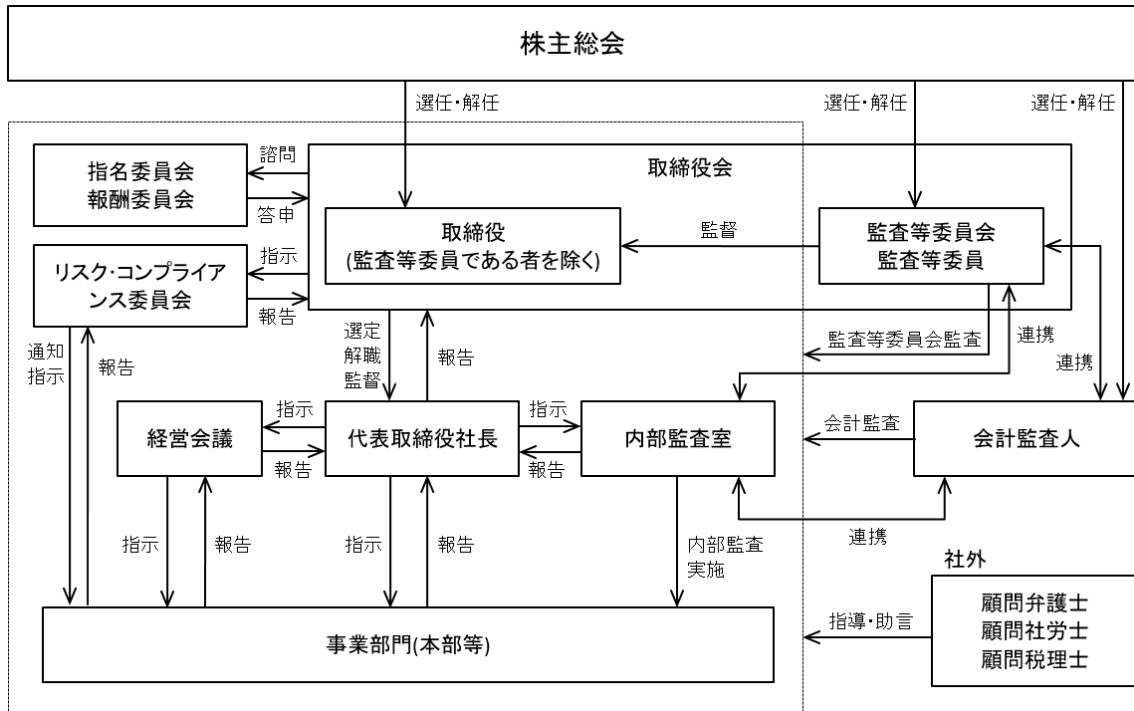 株主総会
選任・解任
選任・解任
選任・解任
指名委員会
報酬委員会
諮問
答申
取締役会
取締役
(監査等委員である者を除く)
監督
監査等委員会
監査等委員
リスク・コンプライア
ンス委員会
指示
報告
通知
指示
報告
選定
解職
監督
報告
監査等委員会監査
連携
連携
経営会議
指示
報告
代表取締役社長
指示
報告
内部監査室
会計監査
会計監査人
指示
報告
指示
報告
内部監査
実施
連携
社外
顧問弁護士
顧問社労士
顧問税理士
指導・助言
事業部門(本部等)